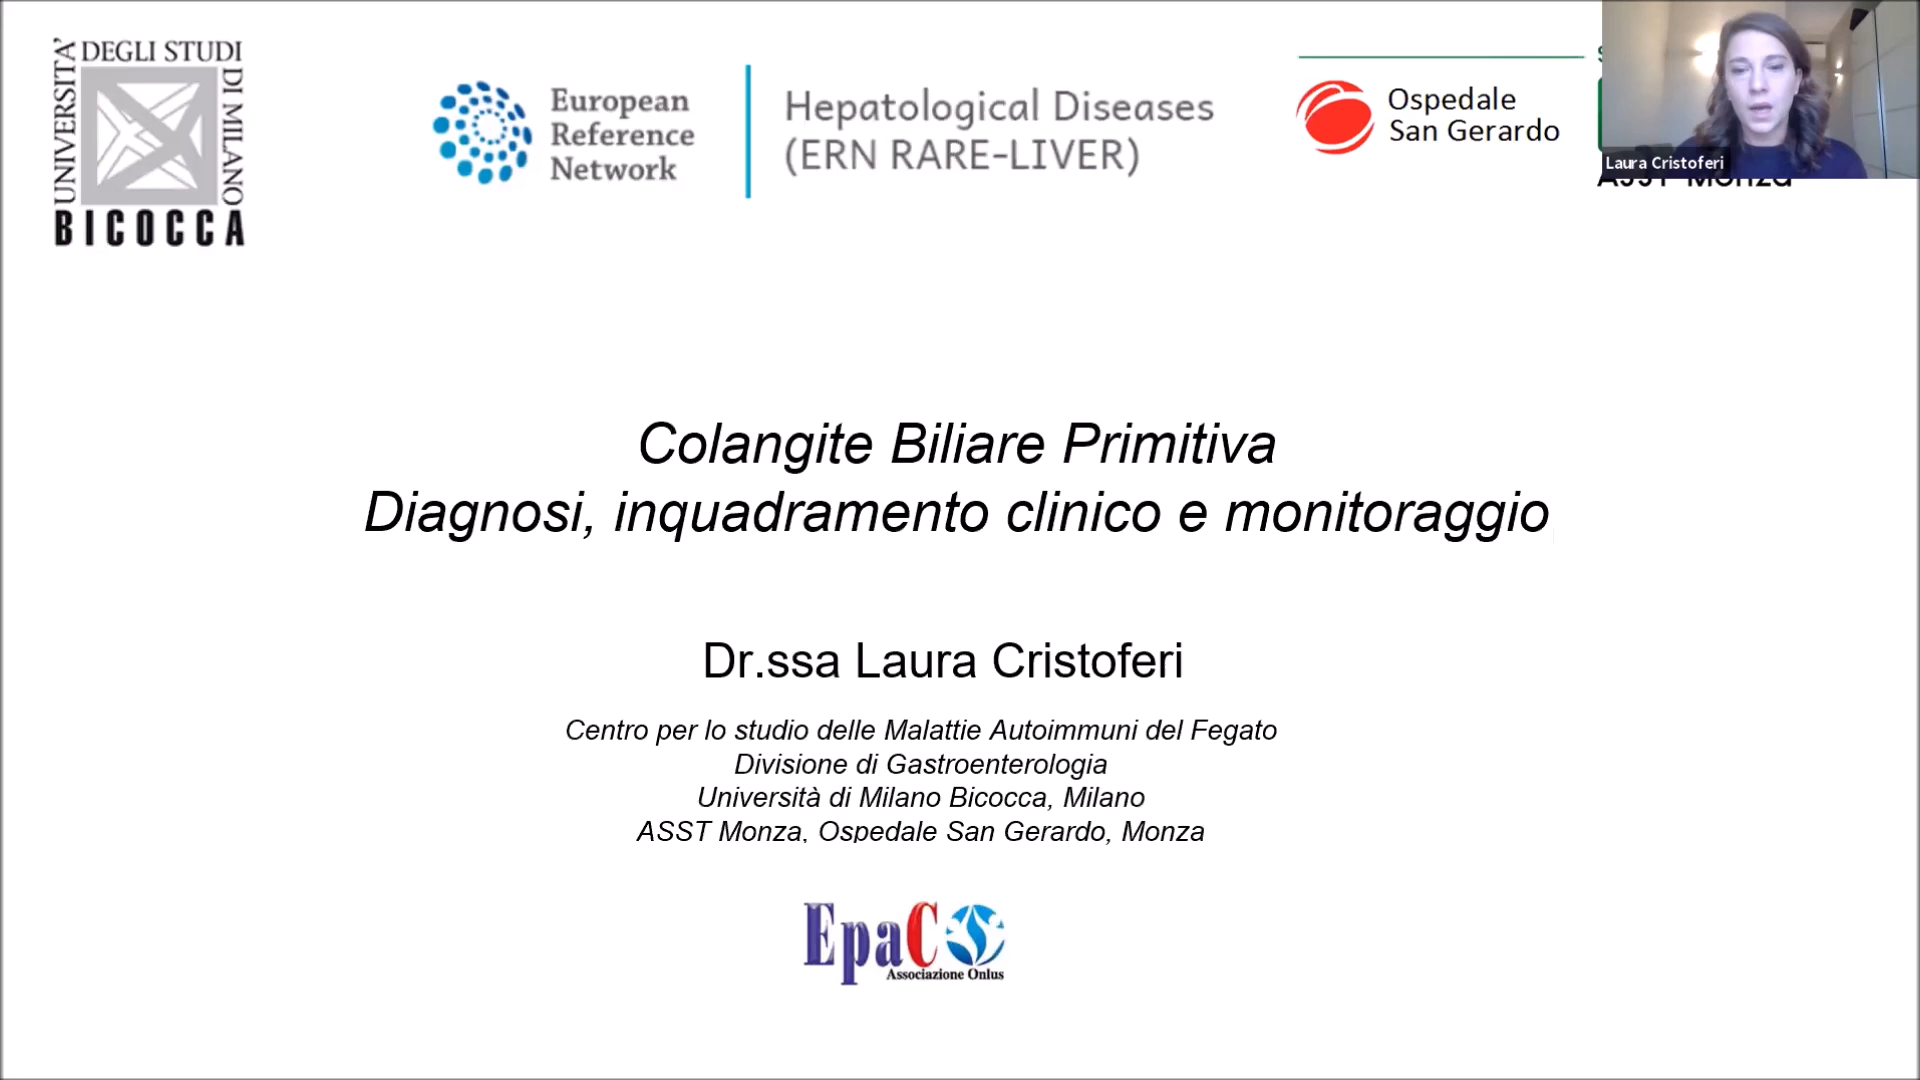 UNIVERSITA' DEGLI STUDI DI MILANO
BICOCCA
European
Reference
Network
Hepatological Diseases
(ERN RARE-LIVER)
Ospedale
San Gerardo
Laura Cristoferi
ASST Monza
Colangite Biliare Primitiva
Diagnosi, inquadramento clinico e monitoraggio
Dr.ssa Laura Cristoferi
Centro per lo studio delle Malattie Autoimmuni del Fegato
Divisione di Gastroenterologia
Università di Milano Bicocca, Milano
ASST Monza, Ospedale San Gerardo, Monza
EpaC
Associazione Onlus